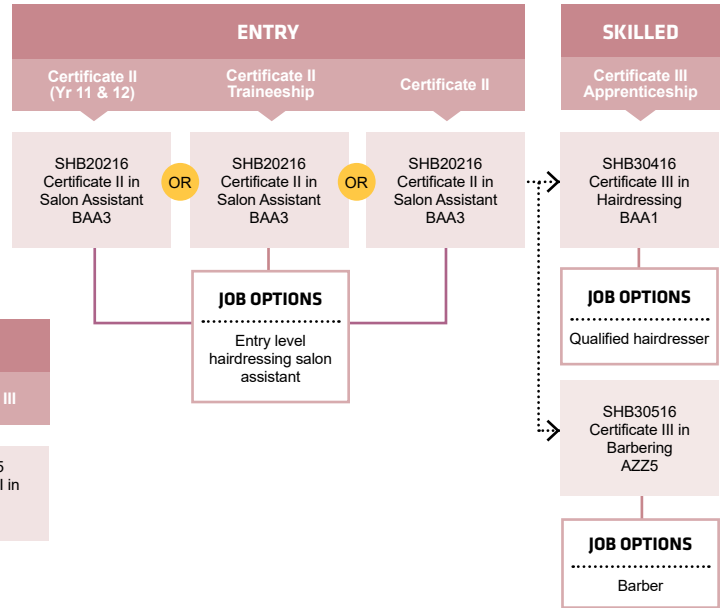 ENTRY
SKILLED
Certificate II
(Yr 11 & 12)
Certificate II
Traineeship
Certificate II
Certificate III
Apprenticeship
SHB20216
Certificate II in
Salon Assistant
BAA3
OR
SHB20216
Certificate II in
Salon Assistant
BAA3
OR
SHB20216
Certificate II in
Salon Assistant
BAA3
SHB30416
Certificate III in
Hairdressing
BAA1
JOB OPTIONS
Entry level
hairdressing salon
assistant
JOB OPTIONS
Qualified hairdresser
SHB30516
Certificate III in
Barbering
AZZ5
JOB OPTIONS
Barber
III
I in